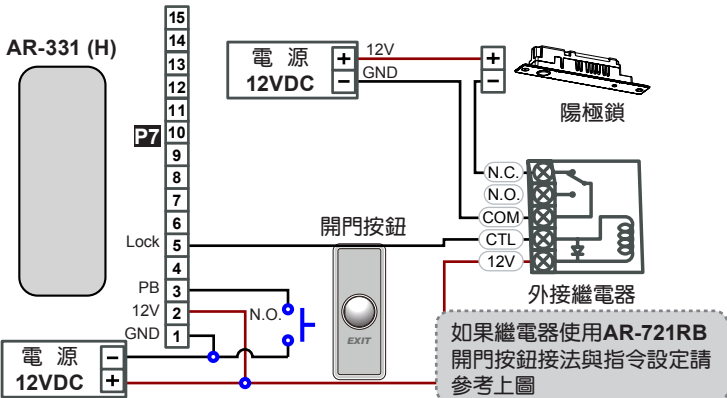 AR-331 (H)
15
14
13
12
11
P7
10
9
8
7
6
Lock
5
4
PB
3
12V
2
GND
1
電 源
12VDC
+
−
12V
GND
+
−
陽極鎖
N.C.
N.O.
COM
CTL
12V
外接繼電器
開門按鈕
EXIT
N.O.
電 源
12VDC
−
+
如果繼電器使用AR-721RB
開門按鈕接法與指令設定請
參考上圖